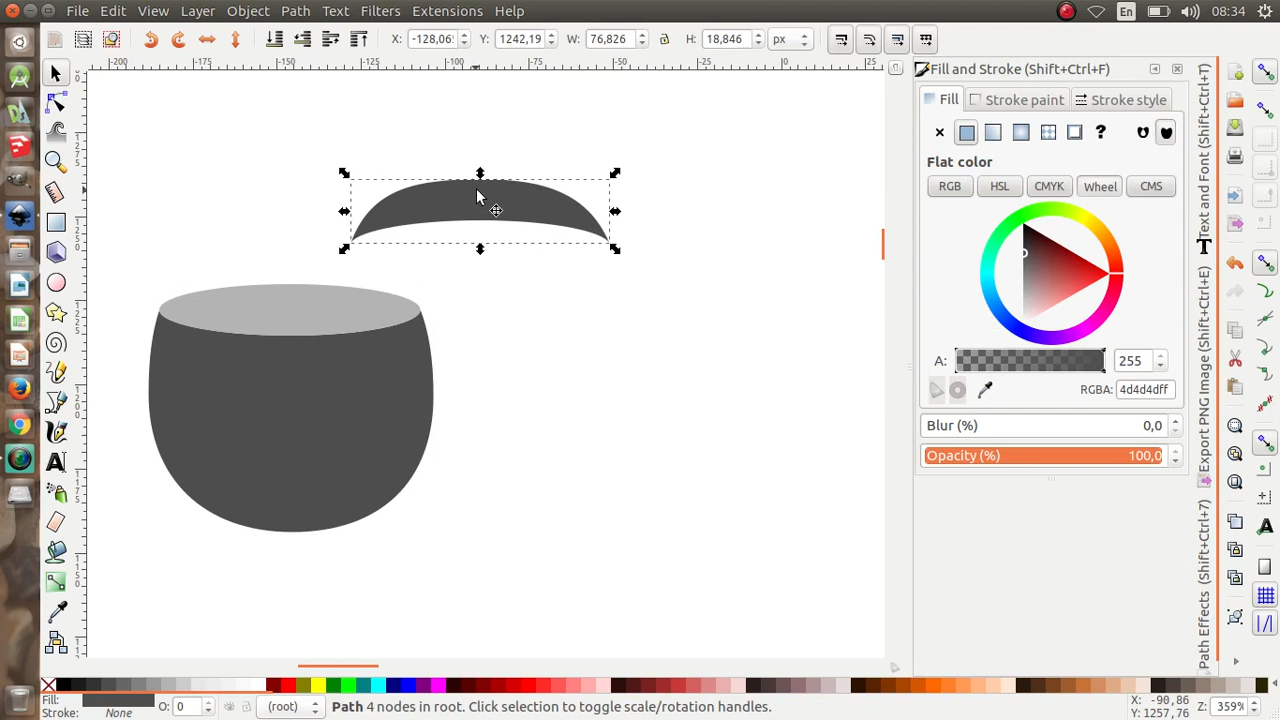 File Edit View Layer Object Path Text Filters Extensions Help En 08:34
X: -128,06 Y: 1242,19 W: 76,826 H: 18,846 px
-200 -175 -150 -125 -100 -75 -50 -25 0 25
Fill and Stroke (Shift+Ctrl+F)
Fill Stroke paint Stroke style
?
Flat color
RGB HSL CMYK Wheel CMS
A: 255
RGBA: 4d4d4dff
Blur (%) 0,0
Opacity (%) 100,0
Text and Font (Shift+Ctrl+T)
Export PNG Image (Shift+Ctrl+E)
Path Effects (Shift+Ctrl+7)
Fill:
Stroke: None
O: 0
(root)
Path 4 nodes in root. Click selection to toggle scale/rotation handles.
X: -90,86
Y: 1257,76
Z: 359%